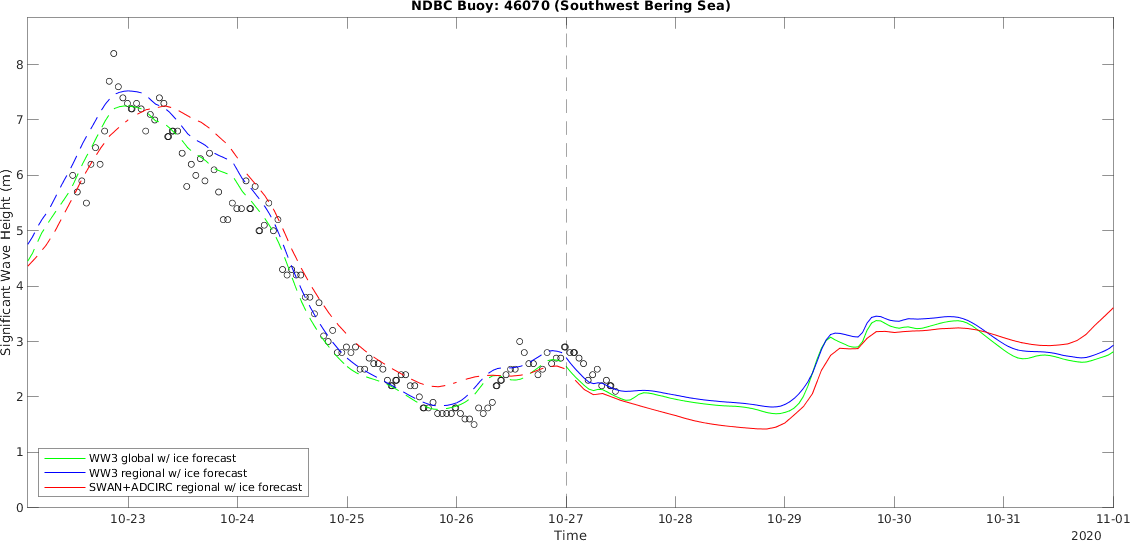 NDBC Buoy: 46070 (Southwest Bering Sea)
Significant Wave Height (m)
8
7
6
5
4
3
2
1
0
WW3 global w/ ice forecast
WW3 regional w/ ice forecast
SWAN+ADCIRC regional w/ ice forecast
10-23 10-24 10-25 10-26 10-27 10-28 10-29 10-30 10-31 11-01
Time
2020